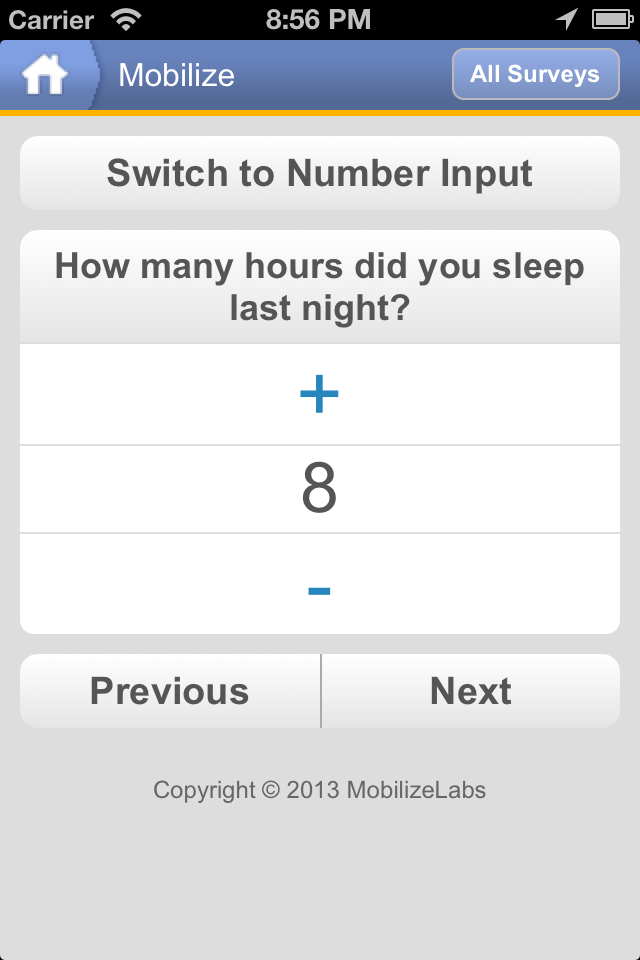 Carrier 8:56 PM
Mobilize All Surveys
Switch to Number Input
How many hours did you sleep
last night?
+
8
-
Previous Next
Copyright © 2013 MobilizeLabs